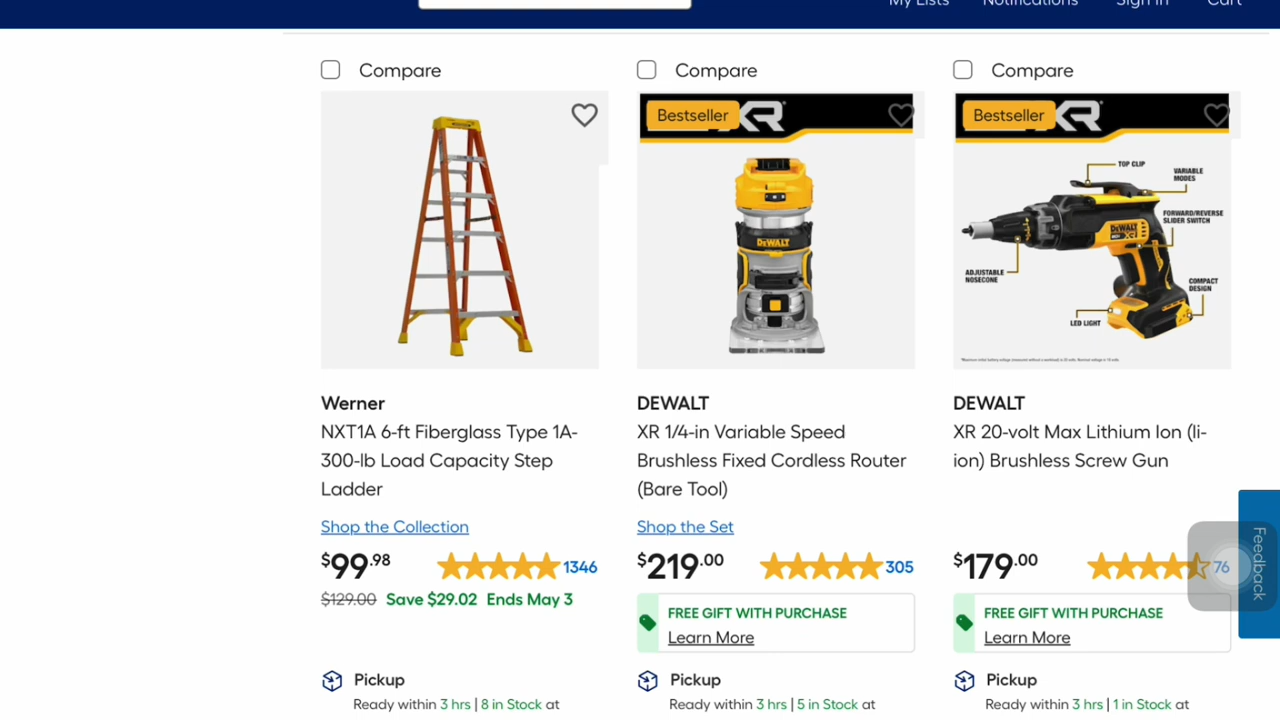 My Lists Notifications Sign In Cart
Compare Compare Compare
Bestseller XR
Bestseller XR
DEWALT
TOP CLIP
VARIABLE
MODES
FORWARD/REVERSE
SLIDER SWITCH
DEWALT
ADJUSTABLE
NOSECONE
COMPACT
DESIGN
LED LIGHT
Werner
NXT1A 6-ft Fiberglass Type 1A-
300-lb Load Capacity Step
Ladder
Shop the Collection
$99.98 1346
$129.00 Save $29.02 Ends May 3
Pickup
Ready within 3 hrs | 8 in Stock at
DEWALT
XR 1/4-in Variable Speed
Brushless Fixed Cordless Router
(Bare Tool)
Shop the Set
$219.00 305
FREE GIFT WITH PURCHASE
Learn More
Pickup
Ready within 3 hrs | 5 in Stock at
DEWALT
XR 20-volt Max Lithium Ion (li-
ion) Brushless Screw Gun
$179.00 76
FREE GIFT WITH PURCHASE
Learn More
Pickup
Ready within 3 hrs | 1 in Stock at
Feedback